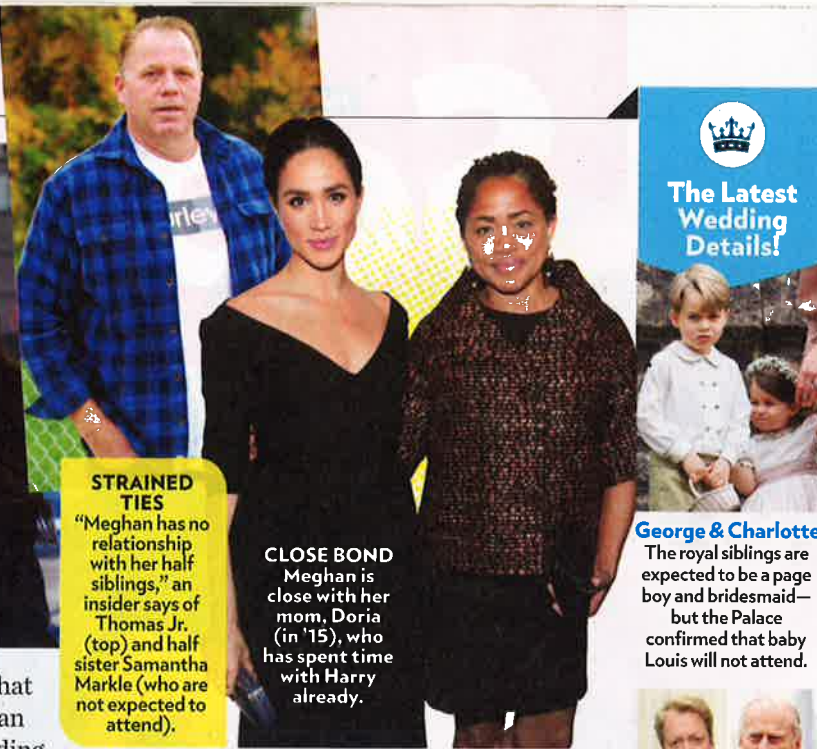 urley
The Latest
Wedding
Details!
STRAINED
TIES
“Meghan has no
relationship
with her half
siblings,” an
insider says of
Thomas Jr.
(top) and half
sister Samantha
Markle (who are
not expected to
attend).
CLOSE BOND
Meghan is
close with her
mom, Doria
(in ’15), who
has spent time
with Harry
already.
George & Charlotte
The royal siblings are
expected to be a page
boy and bridesmaid—
but the Palace
confirmed that baby
Louis will not attend.
hat
an
ding